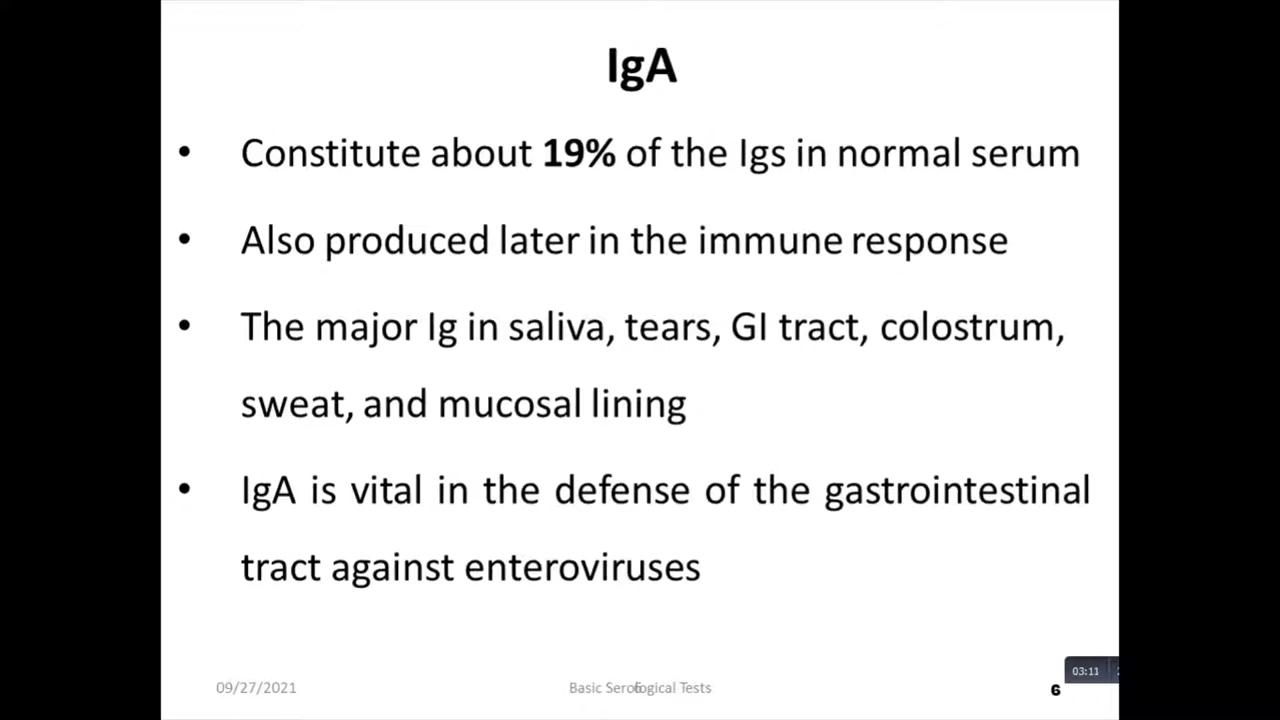 IgA
• Constitute about 19% of the Igs in normal serum
• Also produced later in the immune response
• The major Ig in saliva, tears, GI tract, colostrum,
sweat, and mucosal lining
• IgA is vital in the defense of the gastrointestinal
tract against enteroviruses
03:11
09/27/2021
Basic Serological Tests
6
6